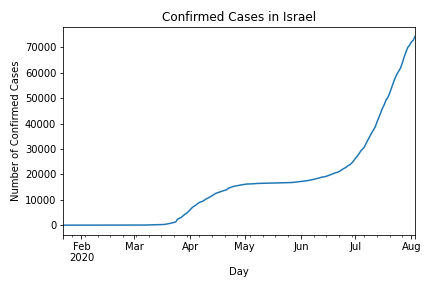 Confirmed Cases in Israel
Number of Confirmed Cases
70000
60000
50000
40000
30000
20000
10000
0
Feb Mar Apr May Jun Jul Aug
2020
Day